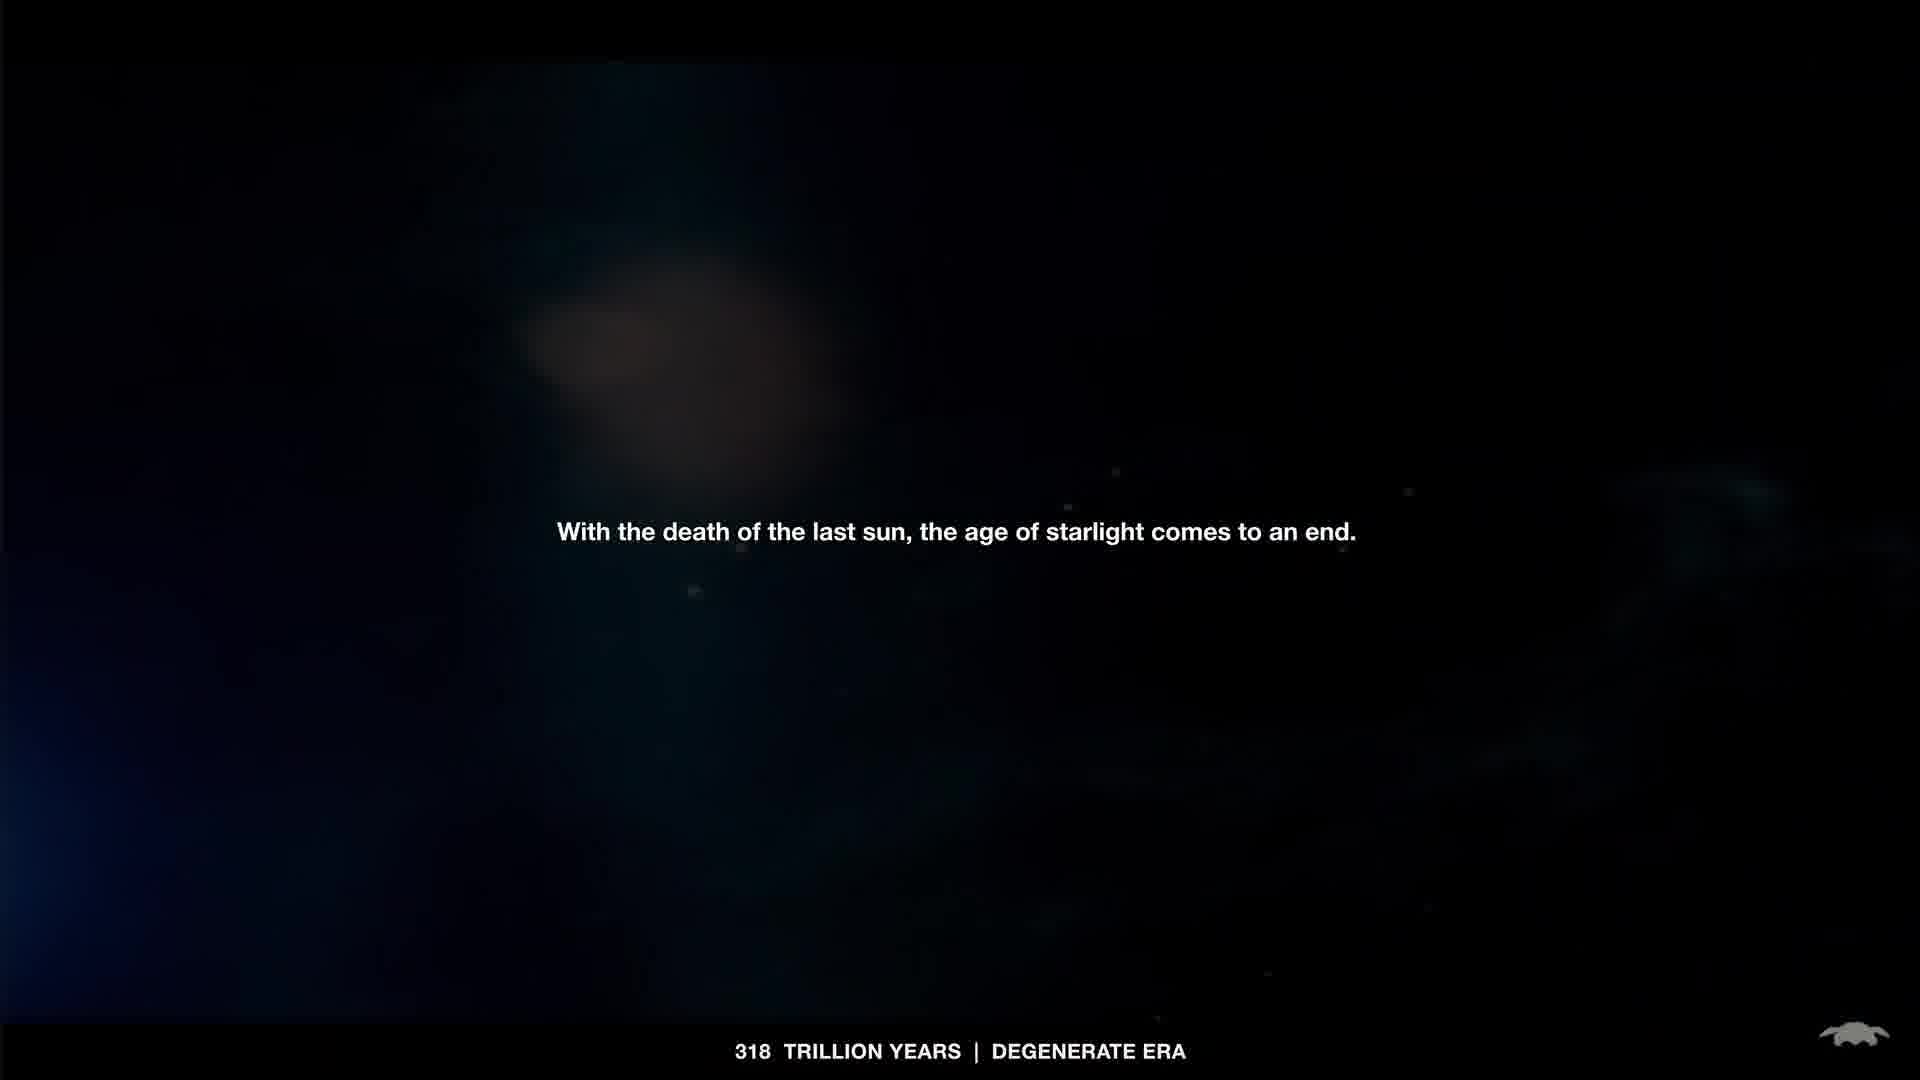 With the death of the last sun, the age of starlight comes to an end.
318 TRILLION YEARS | DEGENERATE ERA